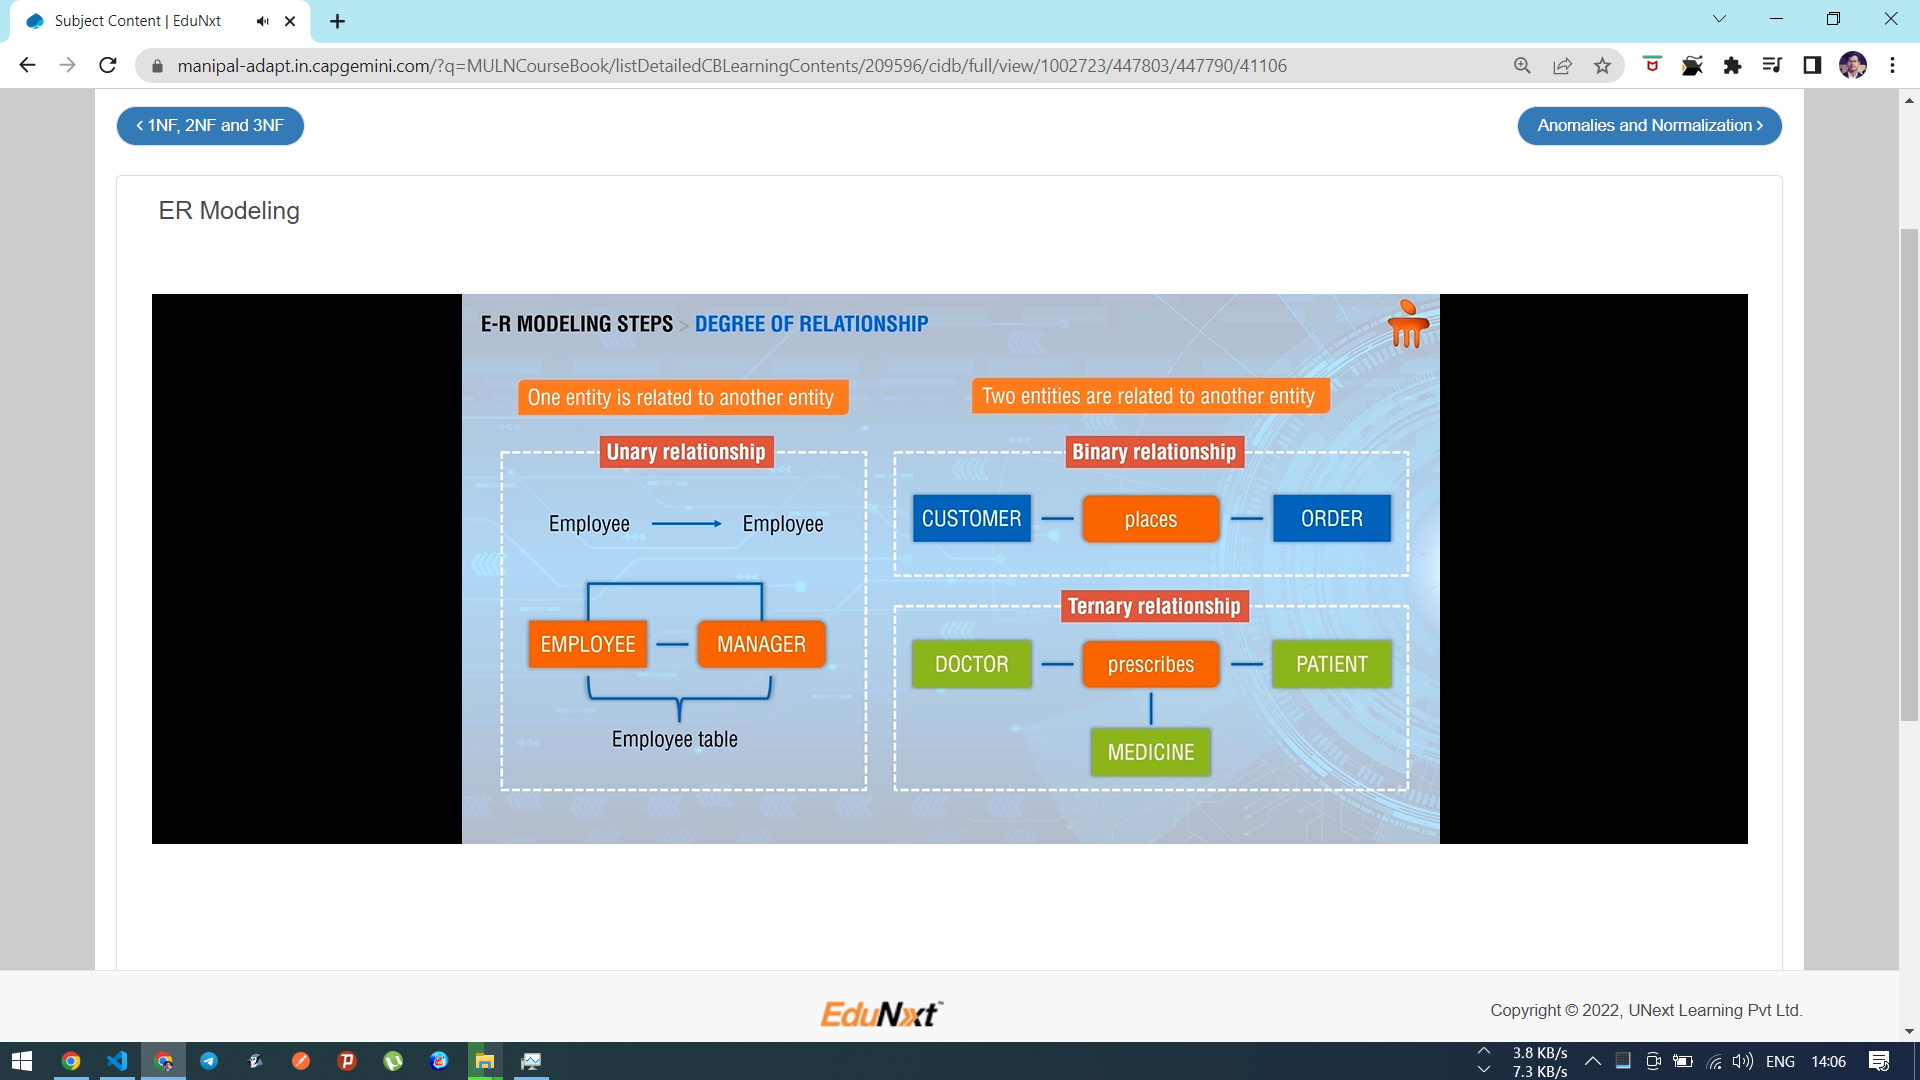 Subject Content | EduNxt
manipal-adapt.in.capgemini.com/?q=MULNCourseBook/listDetailedCBLearningContents/209596/cidb/full/view/1002723/447803/447790/41106
< 1NF, 2NF and 3NF
Anomalies and Normalization >
ER Modeling
E-R MODELING STEPS > DEGREE OF RELATIONSHIP
One entity is related to another entity
Two entities are related to another entity
Unary relationship
Employee
Employee
EMPLOYEE
MANAGER
Employee table
Binary relationship
CUSTOMER
places
ORDER
Ternary relationship
DOCTOR
prescribes
PATIENT
MEDICINE
EduNxt
Copyright © 2022, UNext Learning Pvt Ltd.
3.8 KB/s
7.3 KB/s
ENG
14:06